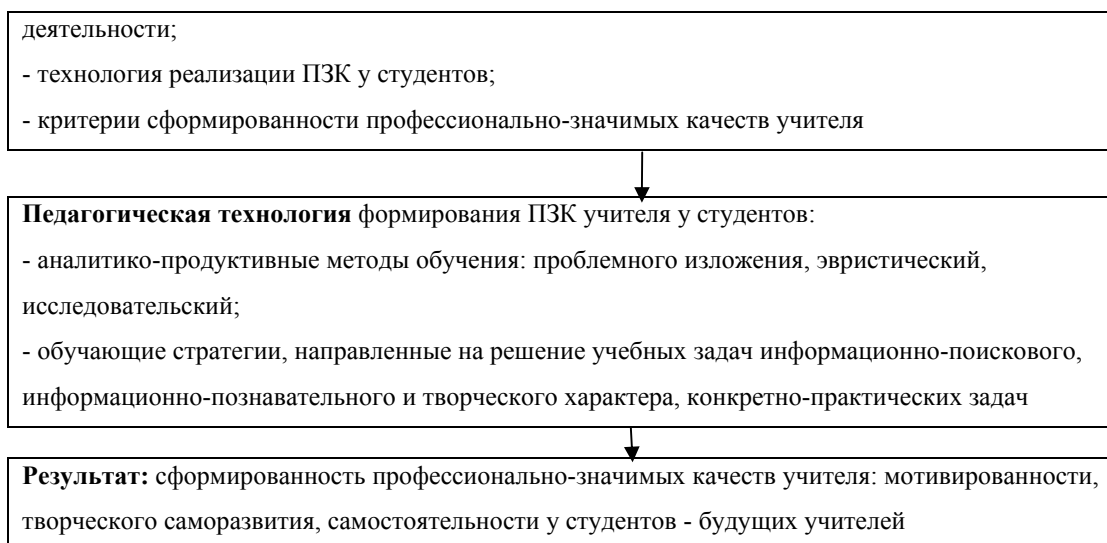 деятельности;
- технология реализации ПЗК у студентов;
- критерии сформированности профессионально-значимых качеств учителя
Педагогическая технология формирования ПЗК учителя у студентов:
- аналитико-продуктивные методы обучения: проблемного изложения, эвристический,
исследовательский;
- обучающие стратегии, направленные на решение учебных задач информационно-поискового,
информационно-познавательного и творческого характера, конкретно-практических задач
Результат: сформированность профессионально-значимых качеств учителя: мотивированности,
творческого саморазвития, самостоятельности у студентов - будущих учителей